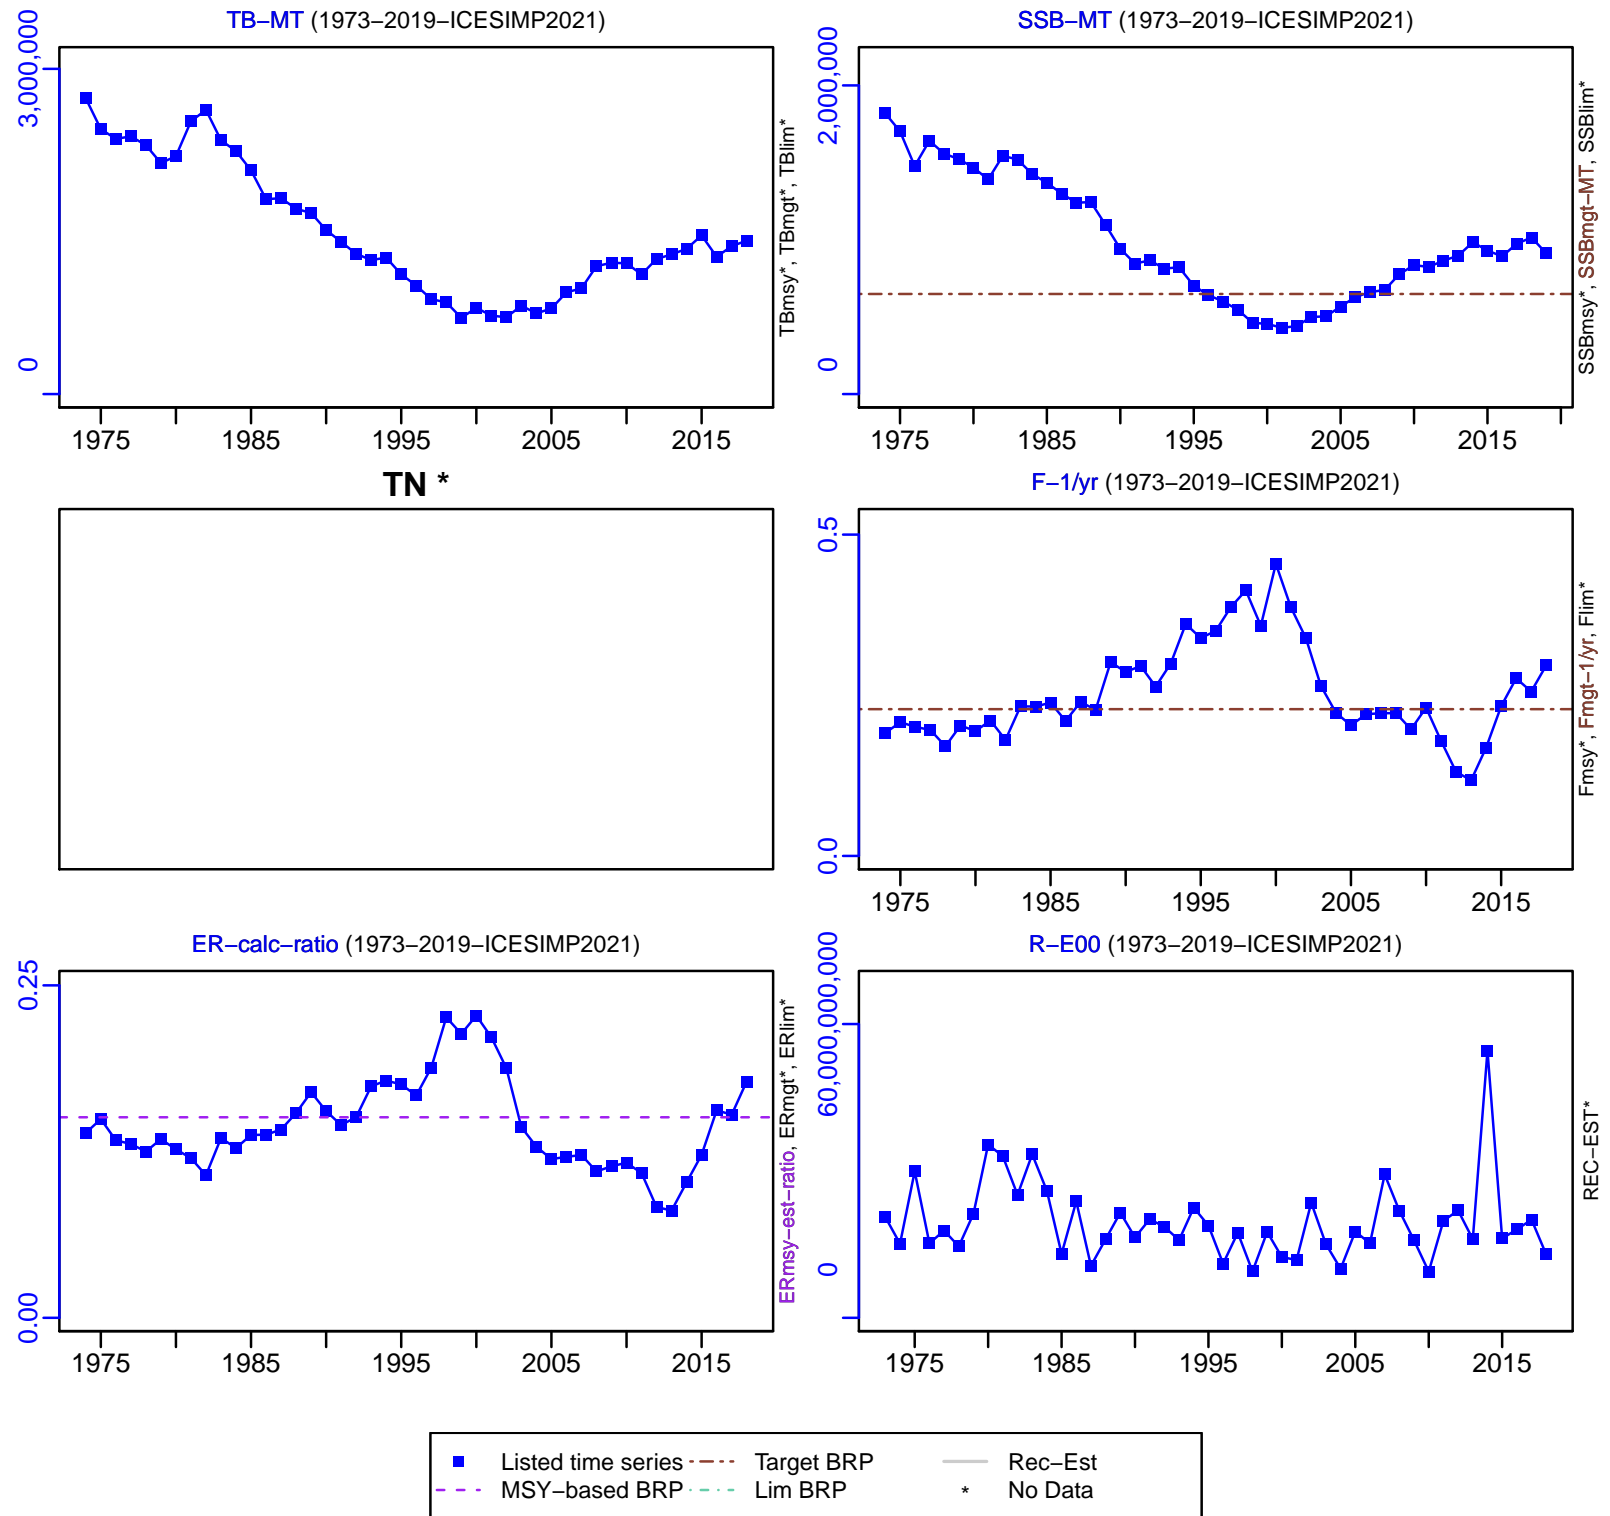 TB−MT (1973−2019−ICESIMP2021)
3,000,000
0
1975 1985 1995 2005 2015
TBmsy*, TBmgt*, TBlim*
SSB−MT (1973−2019−ICESIMP2021)
2,000,000
0
1975 1985 1995 2005 2015
SSBmsy*, SSBmgt−MT, SSBlim*
TN *
F−1/yr (1973−2019−ICESIMP2021)
0.5
0.0
1975 1985 1995 2005 2015
Fmsy*, Fmgt−1/yr, Flim*
ER−calc−ratio (1973−2019−ICESIMP2021)
0.25
0.00
1975 1985 1995 2005 2015
ERmsy−est−ratio, ERmgt*, ERlim*
R−E00 (1973−2019−ICESIMP2021)
60,000,000,000
0
1975 1985 1995 2005 2015
REC−EST*
Listed time series Target BRP Rec−Est
MSY−based BRP Lim BRP * No Data